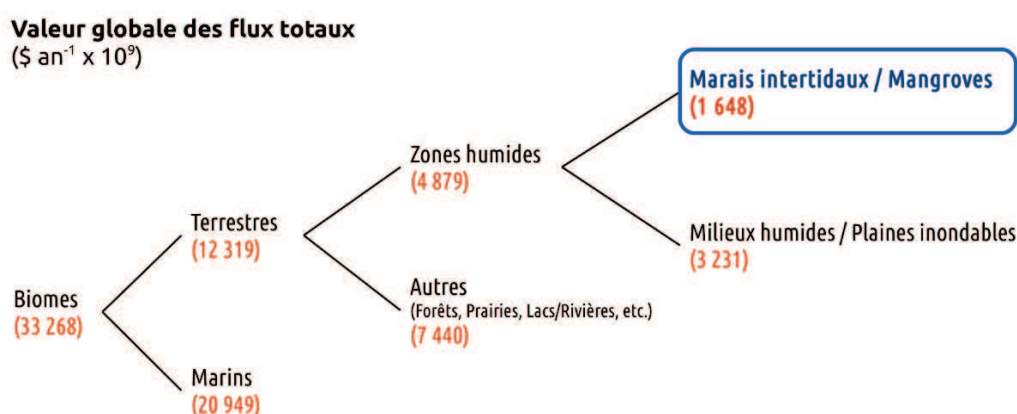 Valeur globale des flux totaux
($ an⁻¹ x 10⁹)
Marais intertidaux / Mangroves
(1 648)
Zones humides
(4 879)
Terrestres
(12 319)
Milieux humides / Plaines inondables
(3 231)
Biomes
(33 268)
Autres
(Forêts, Prairies, Lacs/Rivières, etc.)
(7 440)
Marins
(20 949)